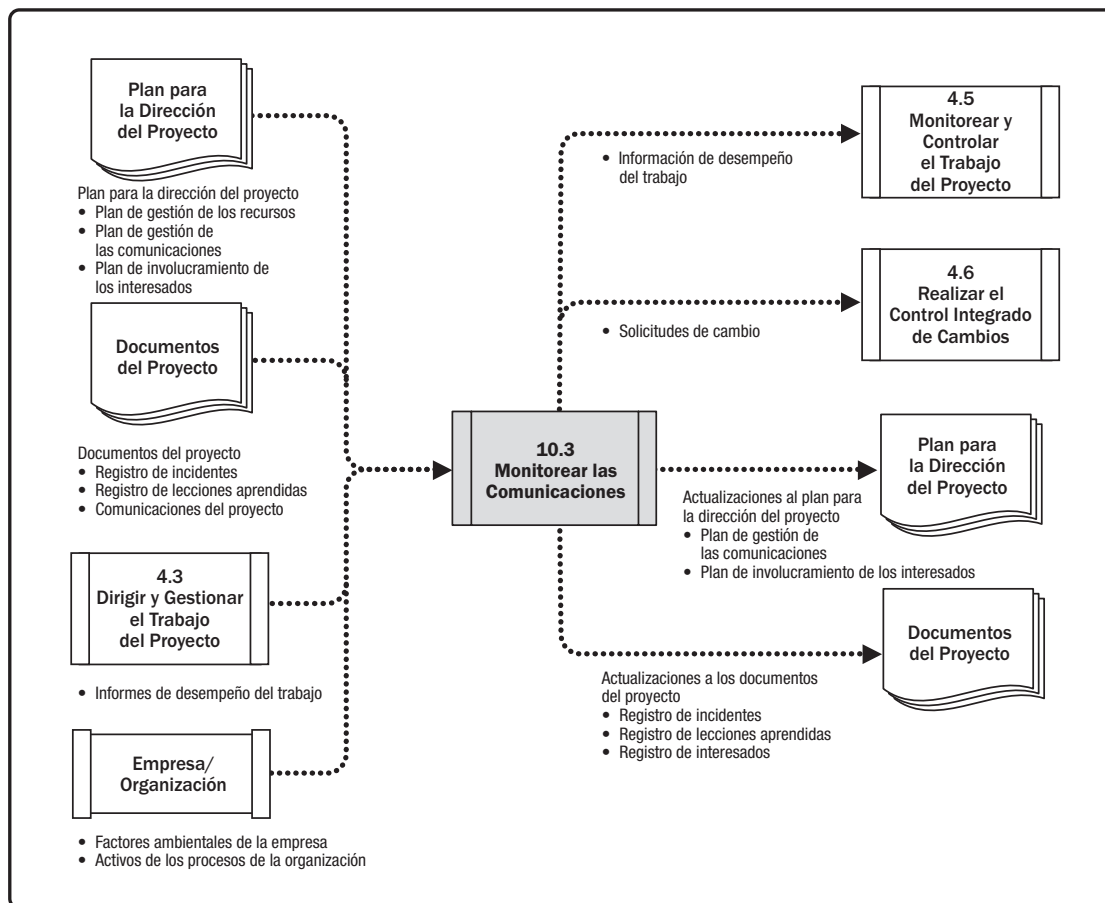 Plan para
la Dirección
del Proyecto
Plan para la dirección del proyecto
• Plan de gestión de los recursos
• Plan de gestión de
las comunicaciones
• Plan de involucramiento de
los interesados
Documentos
del Proyecto
Documentos del proyecto
• Registro de incidentes
• Registro de lecciones aprendidas
• Comunicaciones del proyecto
4.3
Dirigir y Gestionar
el Trabajo
del Proyecto
• Informes de desempeño del trabajo
Empresa/
Organización
• Factores ambientales de la empresa
• Activos de los procesos de la organización
10.3
Monitorear las
Comunicaciones
• Información de desempeño
del trabajo
4.5
Monitorear y
Controlar
el Trabajo
del Proyecto
• Solicitudes de cambio
4.6
Realizar el
Control Integrado
de Cambios
Actualizaciones al plan para
la dirección del proyecto
• Plan de gestión de
las comunicaciones
• Plan de involucramiento de los interesados
Plan para
la Dirección
del Proyecto
Actualizaciones a los documentos
del proyecto
• Registro de incidentes
• Registro de lecciones aprendidas
• Registro de interesados
Documentos
del Proyecto